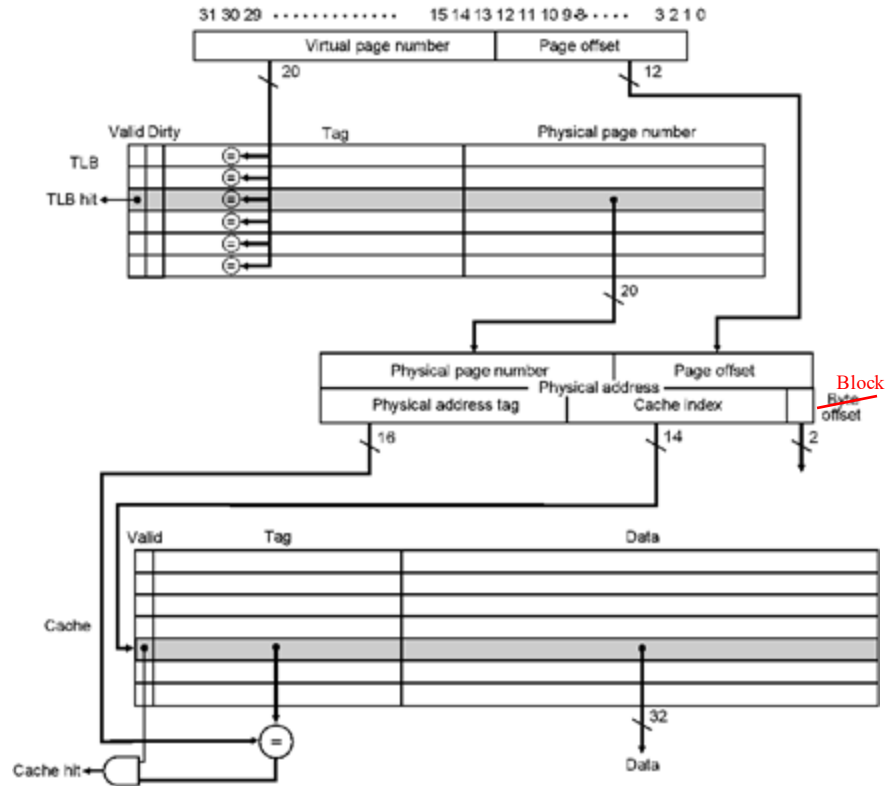 31 30 29 ·············· 15 14 13 12 11 10 9 8 ····· 3 2 1 0
Virtual page number Page offset
20 12
Valid Dirty Tag Physical page number
TLB
=
=
TLB hit =
=
=
=
20
Physical page number Page offset
Physical address
Block
Physical address tag Cache index Byte
offset
16 14 2
Valid Tag Data
Cache
32
=
Cache hit Data